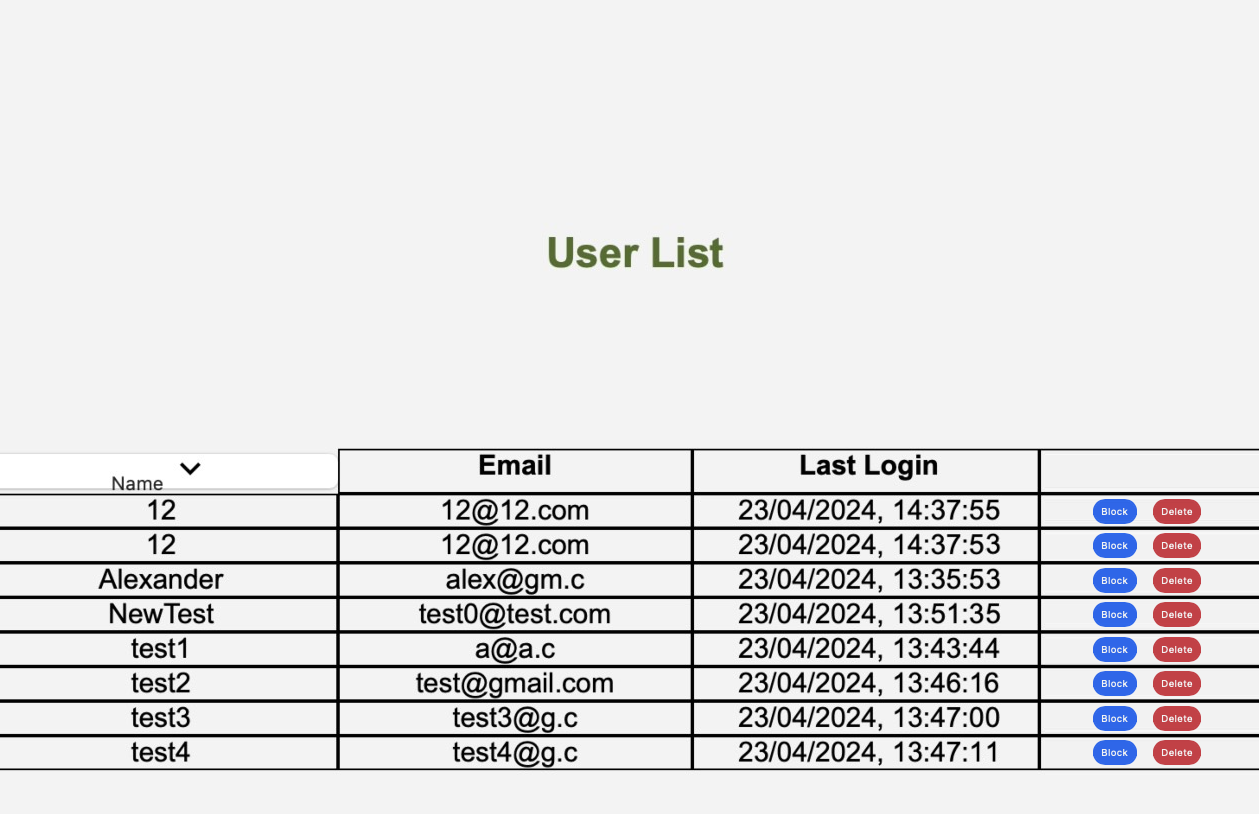 User List
Name Email Last Login
12 12@12.com 23/04/2024, 14:37:55 Block Delete
12 12@12.com 23/04/2024, 14:37:53 Block Delete
Alexander alex@gm.c 23/04/2024, 13:35:53 Block Delete
NewTest test0@test.com 23/04/2024, 13:51:35 Block Delete
test1 a@a.c 23/04/2024, 13:43:44 Block Delete
test2 test@gmail.com 23/04/2024, 13:46:16 Block Delete
test3 test3@g.c 23/04/2024, 13:47:00 Block Delete
test4 test4@g.c 23/04/2024, 13:47:11 Block Delete